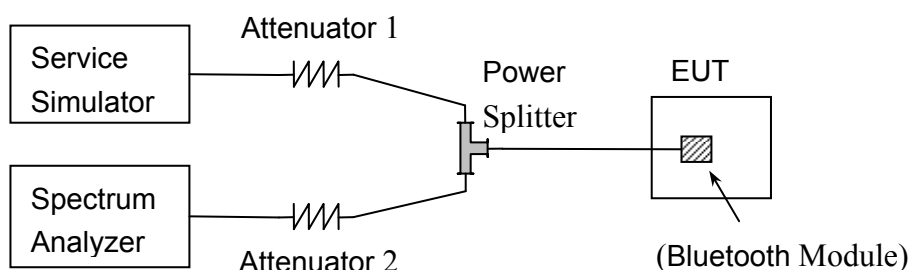 Attenuator 1
Service
Simulator
Power
Splitter
EUT
Spectrum
Analyzer
Attenuator 2
(Bluetooth Module)